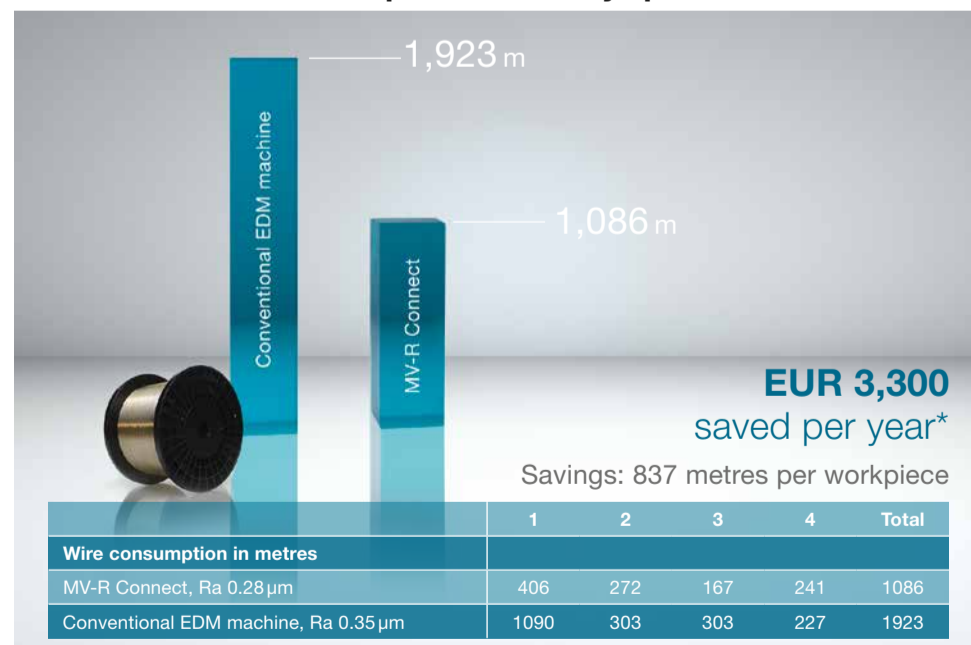 1,923 m
Conventional EDM machine
1,086 m
MV-R Connect
EUR 3,300
saved per year*
Savings: 837 metres per workpiece
1 2 3 4 Total
Wire consumption in metres
MV-R Connect, Ra 0.28 µm 406 272 167 241 1086
Conventional EDM machine, Ra 0.35 µm 1090 303 303 227 1923